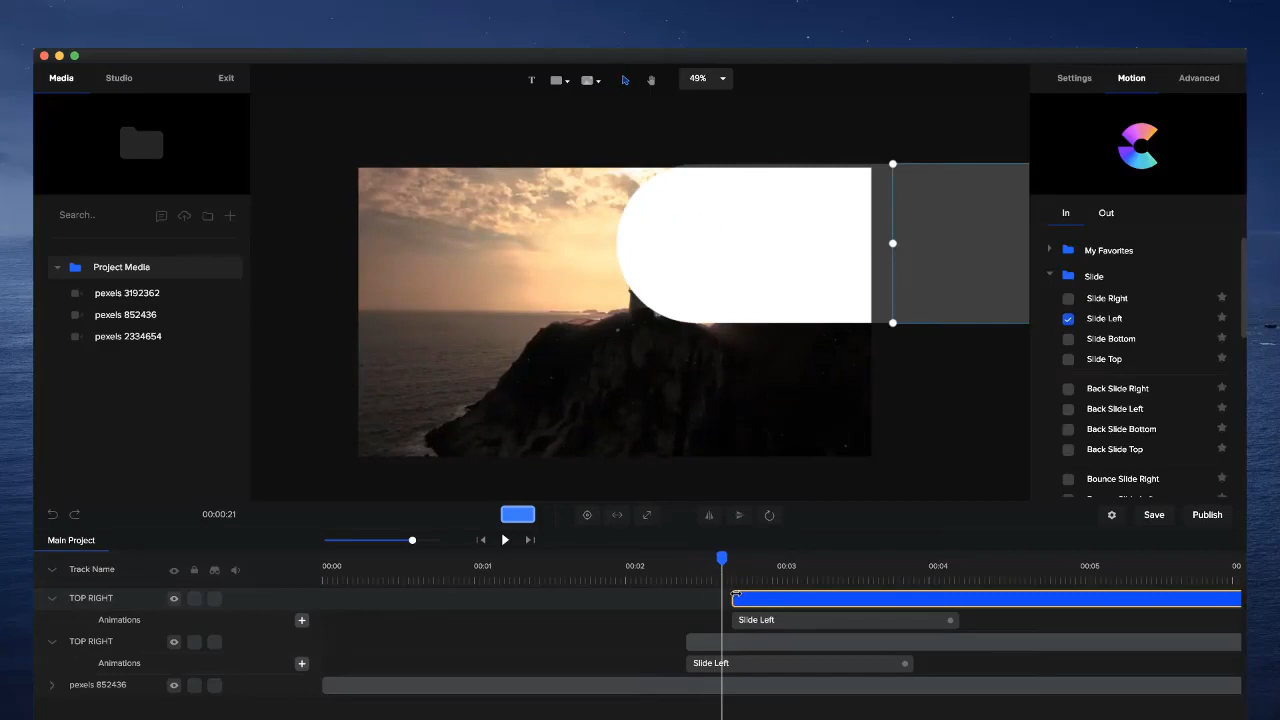 Media Studio Exit
T 49%
Settings Motion Advanced
Search..
Project Media
pexels 3192362
pexels 852436
pexels 2334654
In Out
My Favorites
Slide
Slide Right
Slide Left
Slide Bottom
Slide Top
Back Slide Right
Back Slide Left
Back Slide Bottom
Back Slide Top
Bounce Slide Right
00:00:21
Save Publish
Main Project
Track Name
00:00 00:01 00:02 00:03 00:04 00:05 00
TOP RIGHT
Animations + Slide Left
TOP RIGHT
Animations + Slide Left
pexels 852436